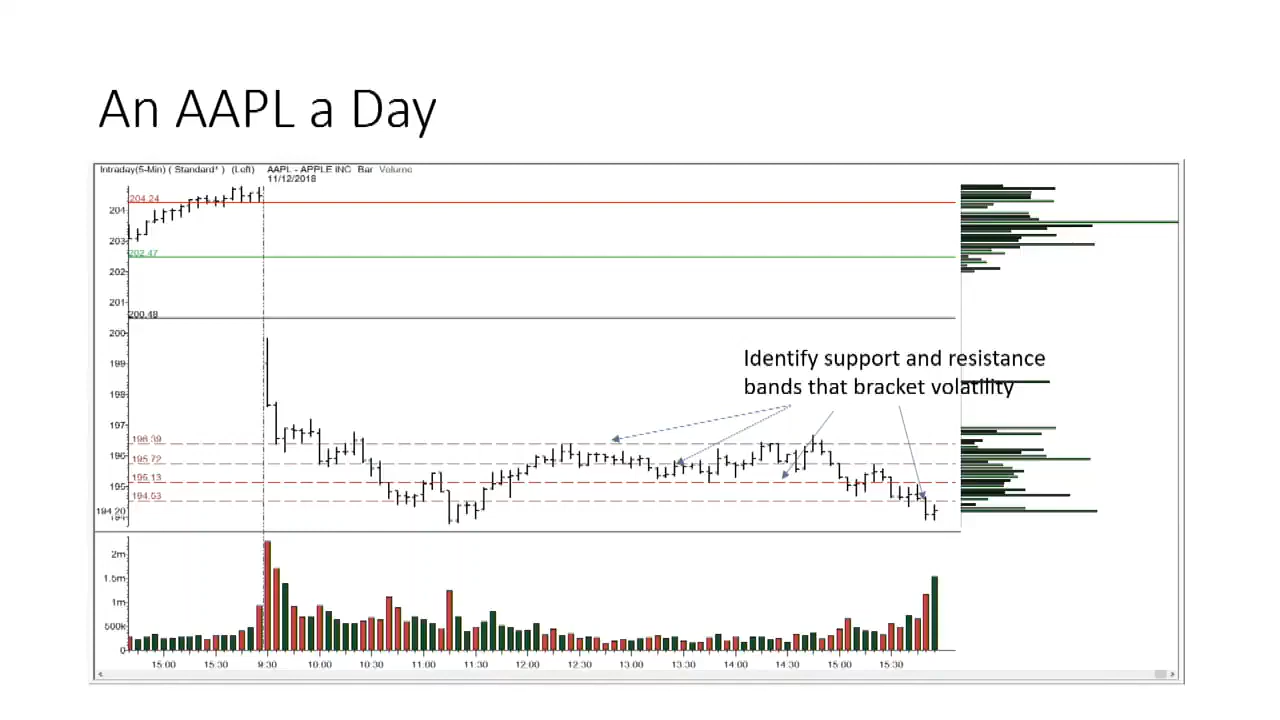 An AAPL a Day
Intraday(5-Min) ( Standard* ) (Left) AAPL - APPLE INC Bar Volume
11/12/2018
204.24
204
203
202.47
202
201
200.48
200
199
Identify support and resistance
198
bands that bracket volatility
197
196.39
196
195.72
195.13
195
194.53
194.20
194
2m
1.5m
1m
500k
0
15:00 15:30 9:30 10:00 10:30 11:00 11:30 12:00 12:30 13:00 13:30 14:00 14:30 15:00 15:30